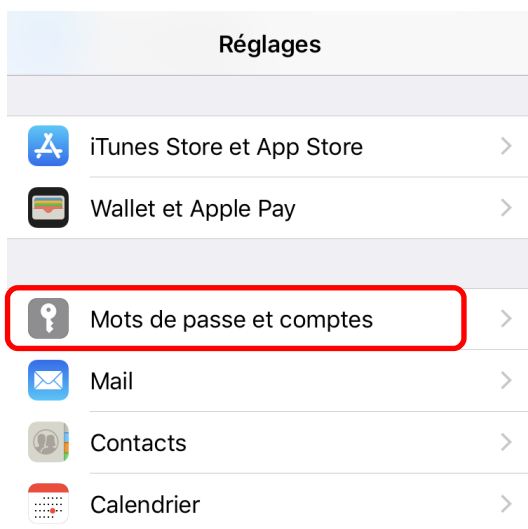 Réglages
iTunes Store et App Store
Wallet et Apple Pay
Mots de passe et comptes
Mail
Contacts
Calendrier